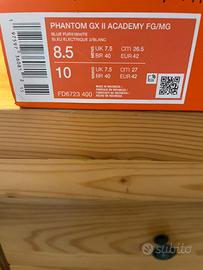 PHANTOM GX II ACADEMY FG/MG
BLUE FURY/WHITE
BLEU ELECTRIQUE 2/BLANC
8.5 UK 7.5 cm 26.5
BR 40 EUR 42
10 UK 7.5 cm 27
BR 40 EUR 42
FD6723 400
subito